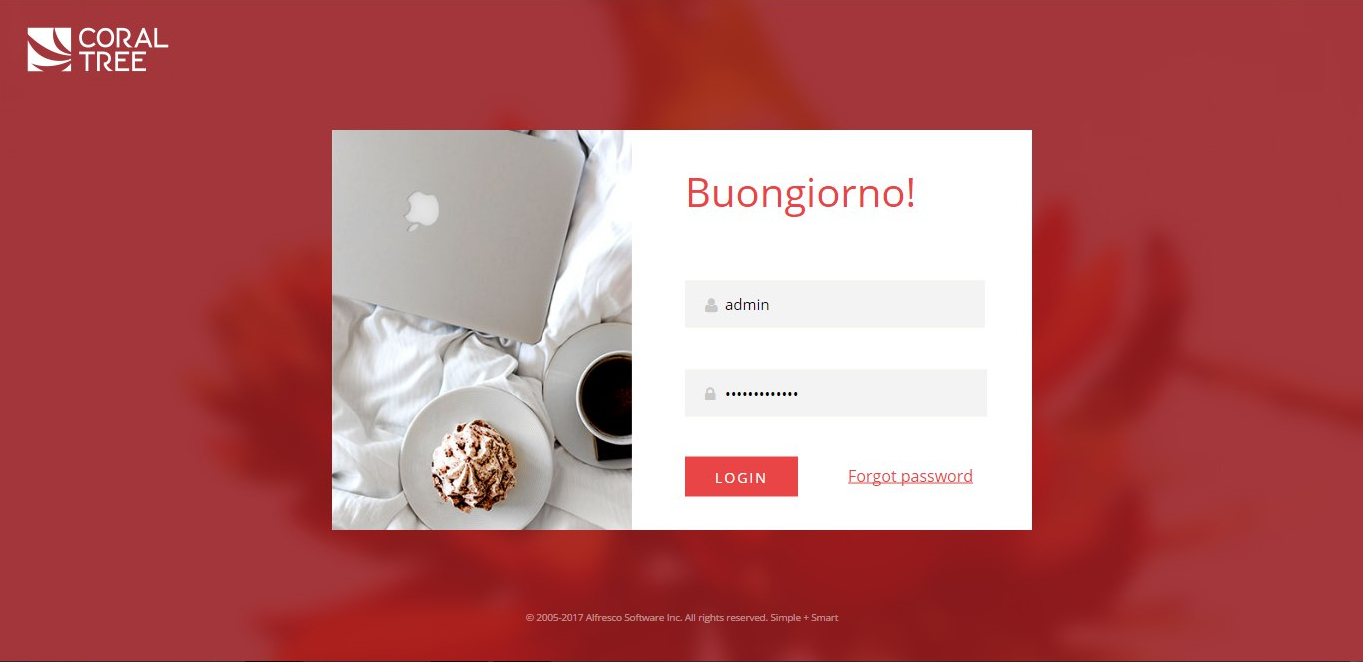 CORAL
TREE
Buongiorno!
admin
•••••••••••••
LOGIN
Forgot password
© 2005-2017 Alfresco Software Inc. All rights reserved. Simple + Smart